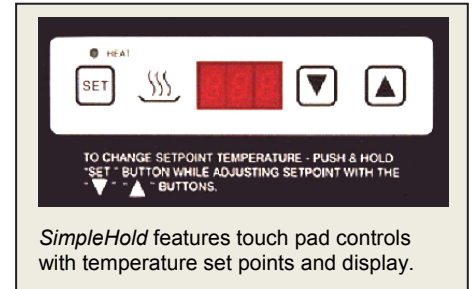 HEAT
SET
TO CHANGE SETPOINT TEMPERATURE - PUSH & HOLD
"SET" BUTTON WHILE ADJUSTING SETPOINT WITH THE
"▼" "▲" BUTTONS.
SimpleHold features touch pad controls
with temperature set points and display.